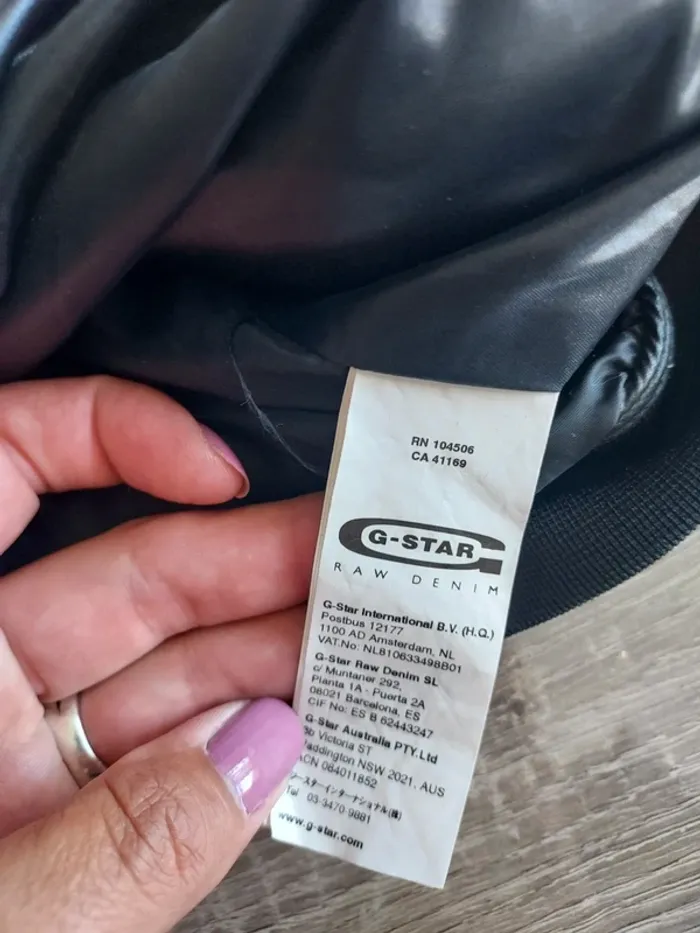 RN 104506
CA 41169
G-STAR
RAW DENIM
G-Star International B.V. (H.Q.)
Postbus 12177
1100 AD Amsterdam, NL
VAT.No: NL810633498B01
G-Star Raw Denim SL
c/ Muntaner 292,
Planta 1A - Puerta 2A
08021 Barcelona, ES
CIF No: ES B 62443247
G-Star Australia PTY.Ltd
Victoria ST
addington NSW 2021, AUS
ACN 084011852
ースターインターナショナル(株)
Tel 03-3470-9881
www.g-star.com